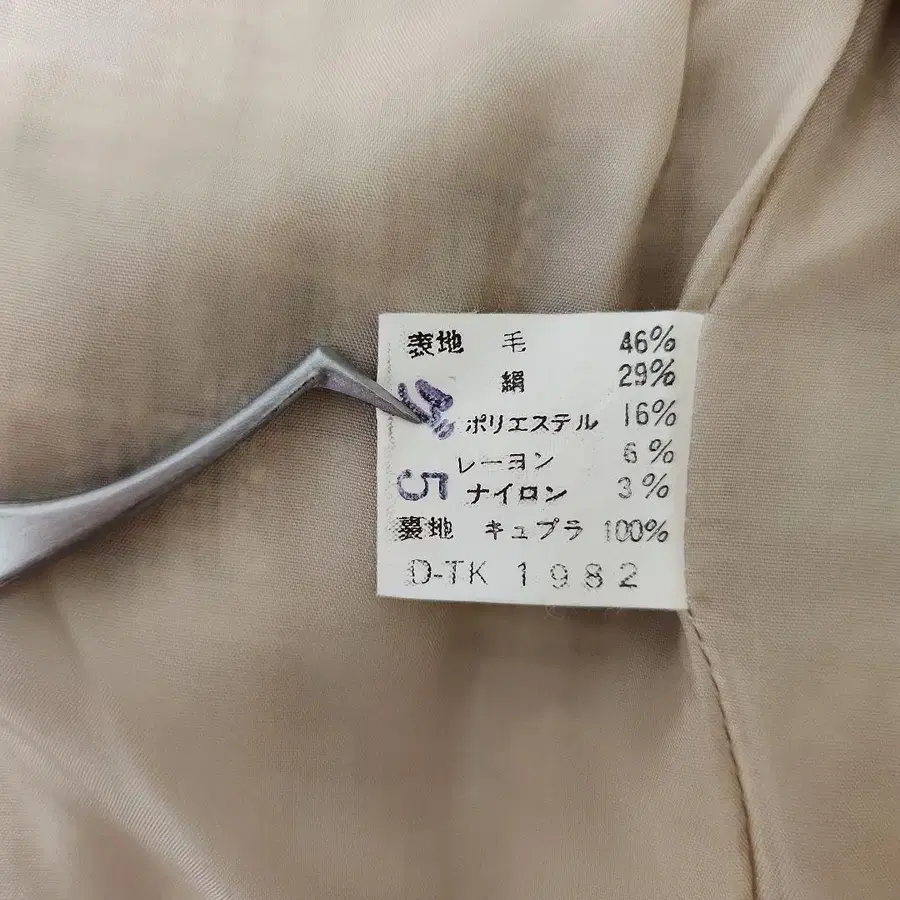 表地 毛 46%
絹 29%
ポリエステル 16%
レーヨン 6%
5 ナイロン 3%
裏地 キュプラ 100%
D-TK 1982